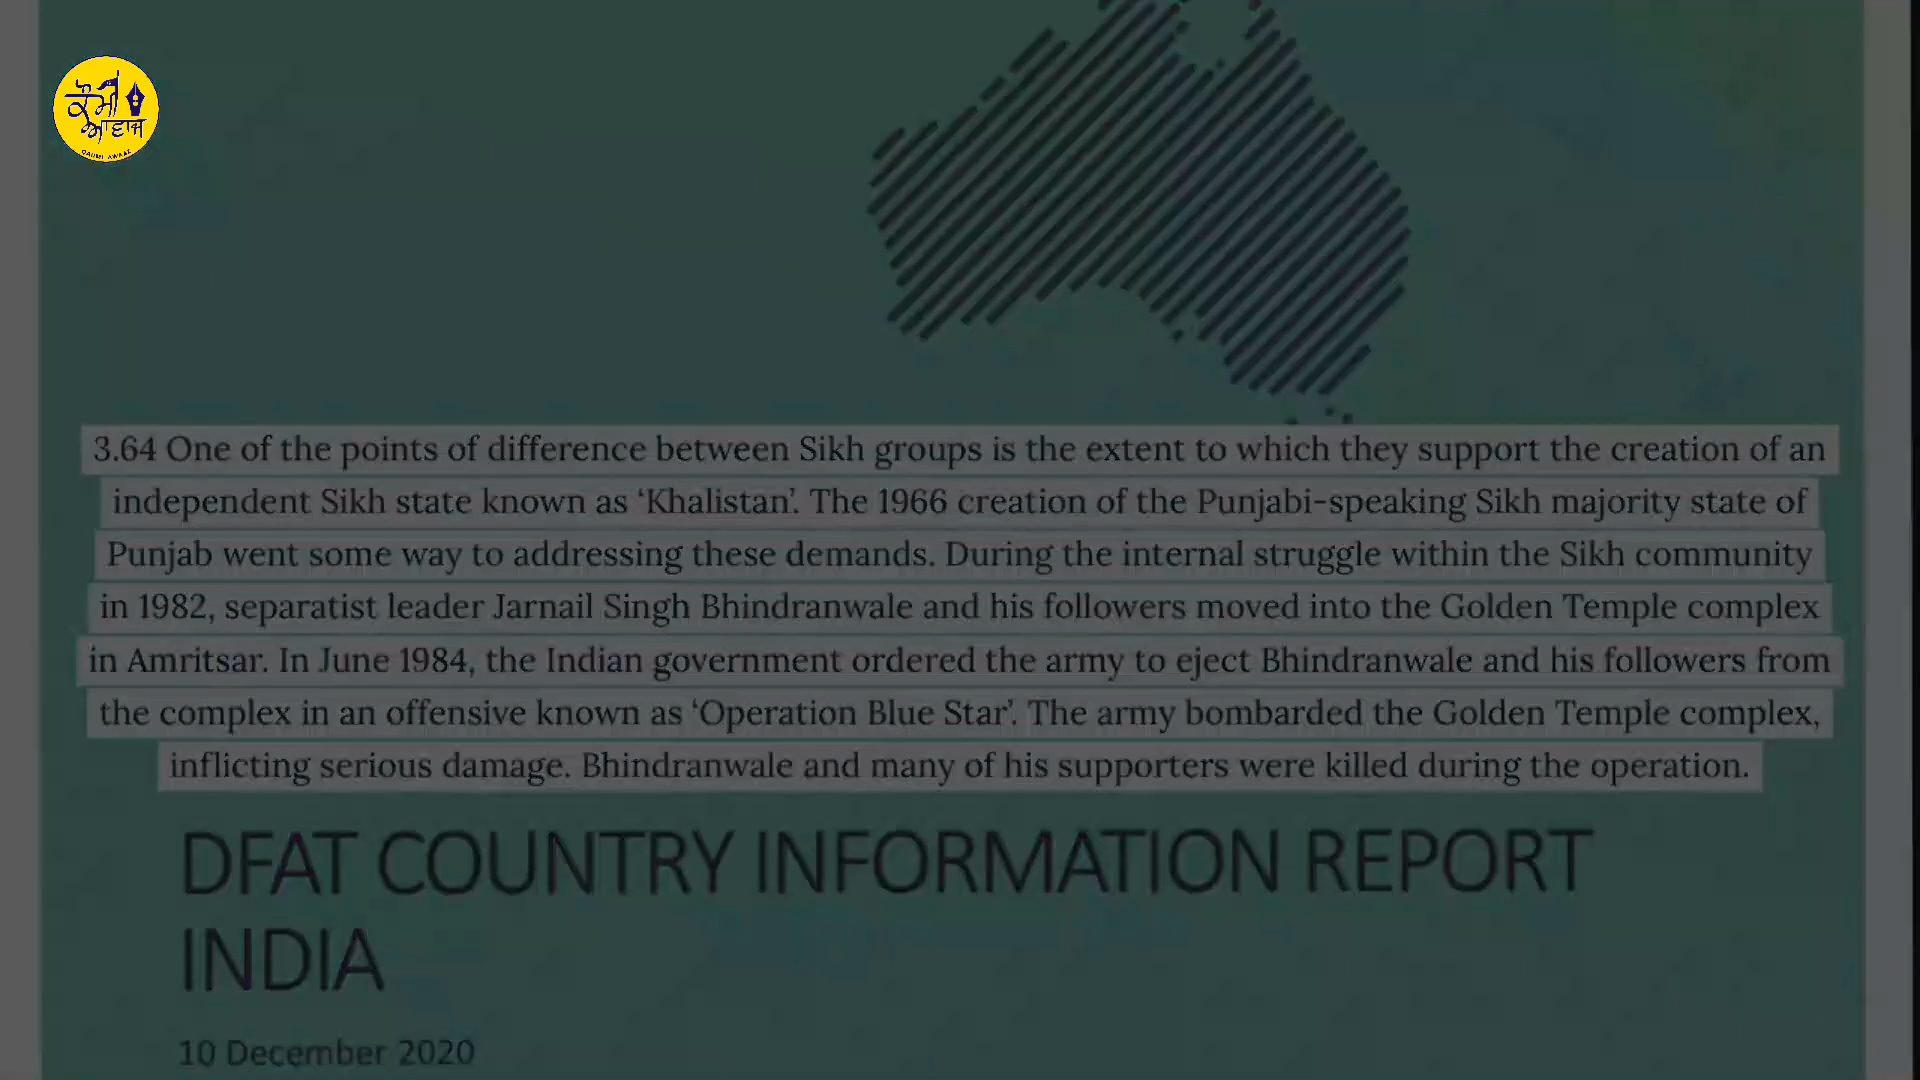 ਕੌਮੀ
ਆਵਾਜ਼
QAUMI AWAAZ
3.64 One of the points of difference between Sikh groups is the extent to which they support the creation of an
independent Sikh state known as ‘Khalistan’. The 1966 creation of the Punjabi-speaking Sikh majority state of
Punjab went some way to addressing these demands. During the internal struggle within the Sikh community
in 1982, separatist leader Jarnail Singh Bhindranwale and his followers moved into the Golden Temple complex
in Amritsar. In June 1984, the Indian government ordered the army to eject Bhindranwale and his followers from
the complex in an offensive known as ‘Operation Blue Star’. The army bombarded the Golden Temple complex,
inflicting serious damage. Bhindranwale and many of his supporters were killed during the operation.
DFAT COUNTRY INFORMATION REPORT
INDIA
10 December 2020